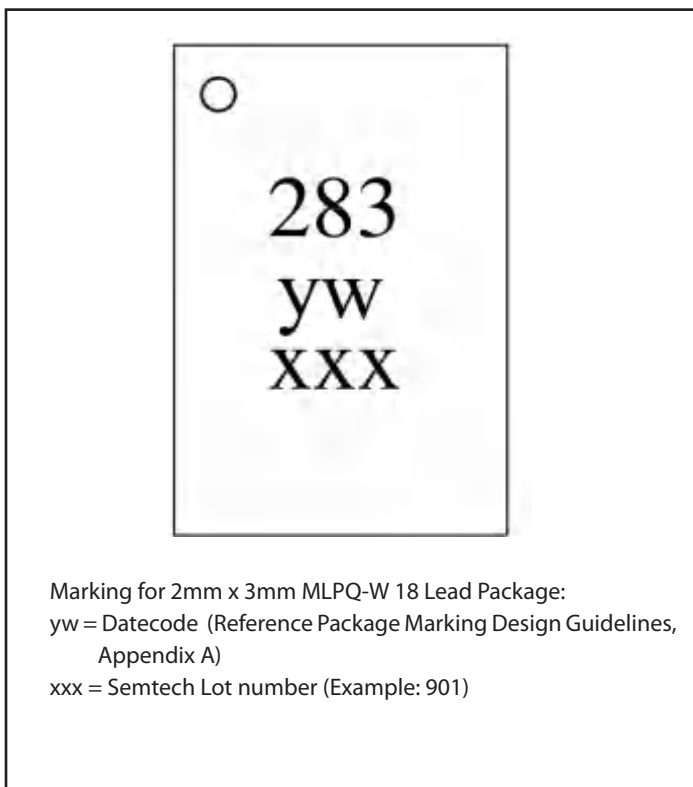 283
yw
xxx
Marking for 2mm x 3mm MLPQ-W 18 Lead Package:
yw = Datecode (Reference Package Marking Design Guidelines,
Appendix A)
xxx = Semtech Lot number (Example: 901)